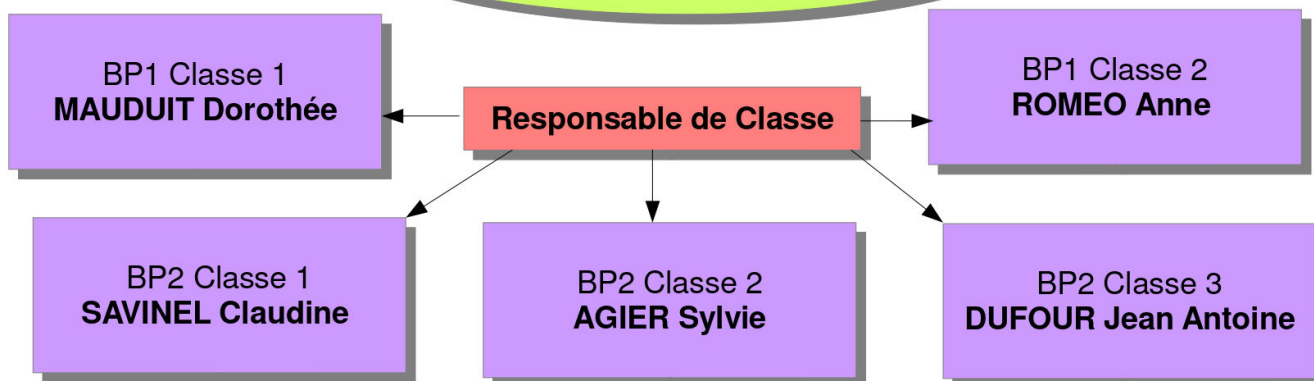 BP1 Classe 1
MAUDUIT Dorothée
Responsable de Classe
BP1 Classe 2
ROMEO Anne
BP2 Classe 1
SAVINEL Claudine
BP2 Classe 2
AGIER Sylvie
BP2 Classe 3
DUFOUR Jean Antoine